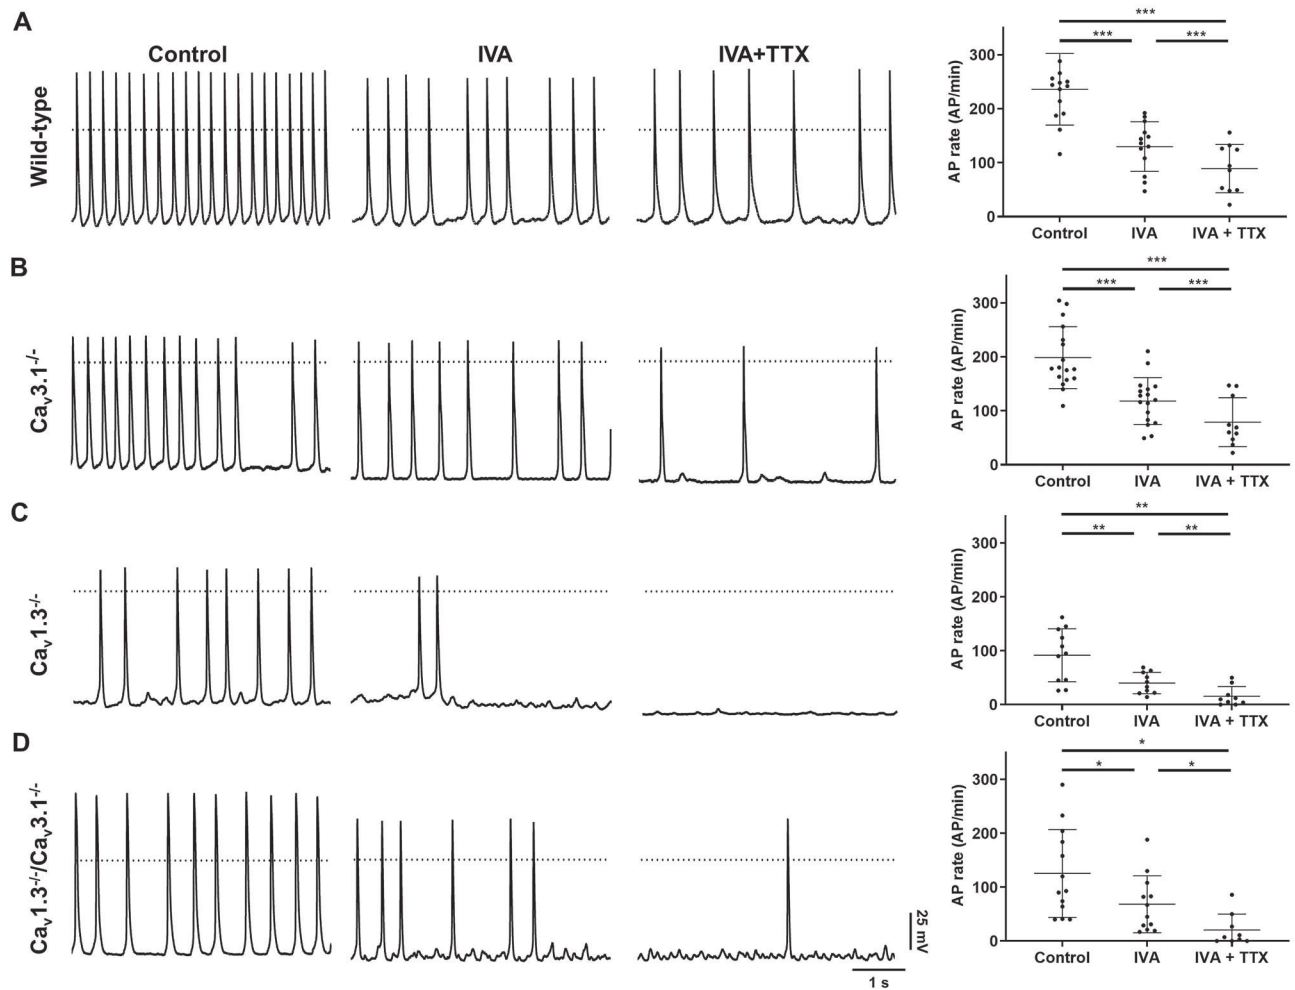 A
Control
IVA
IVA+TTX
Wild-type
***
***
***
AP rate (AP/min)
300
200
100
0
Control
IVA
IVA + TTX
B
Cav3.1-/-
***
***
***
AP rate (AP/min)
300
200
100
0
Control
IVA
IVA + TTX
C
Cav1.3-/-
**
**
**
AP rate (AP/min)
300
200
100
0
Control
IVA
IVA + TTX
D
Cav1.3-/-/Cav3.1-/-
25 mV
1 s
*
*
*
AP rate (AP/min)
300
200
100
0
Control
IVA
IVA + TTX